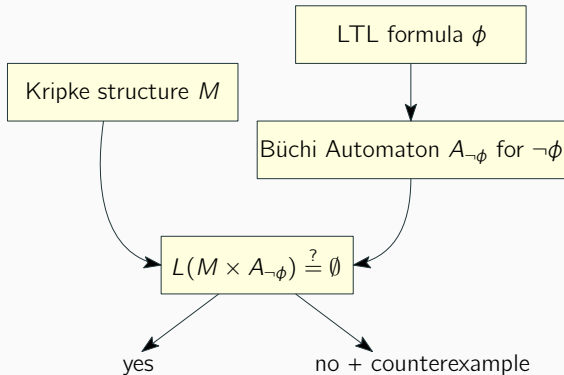 LTL formula ϕ
Kripke structure M
Büchi Automaton A¬ϕ for ¬ϕ
L(M × A¬ϕ) ≟ ∅
yes
no + counterexample